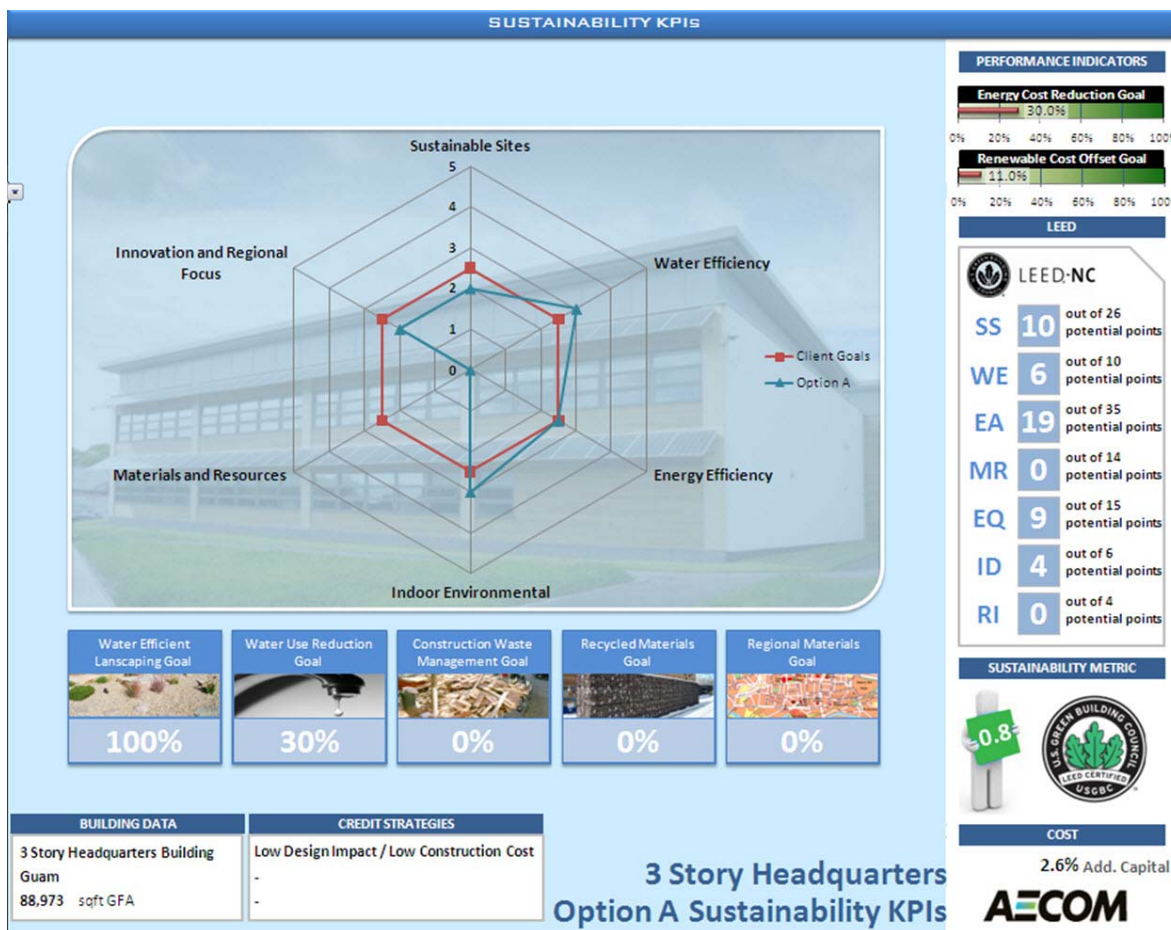 SUSTAINABILITY KPIs
Sustainable Sites
5
4
3
2
1
0
Innovation and Regional
Focus
Water Efficiency
Client Goals
Option A
Materials and Resources
Energy Efficiency
Indoor Environmental
Water Efficient
Lanscaping Goal
100%
Water Use Reduction
Goal
30%
Construction Waste
Management Goal
0%
Recycled Materials
Goal
0%
Regional Materials
Goal
0%
BUILDING DATA
3 Story Headquarters Building
Guam
88,973 sqft GFA
CREDIT STRATEGIES
Low Design Impact / Low Construction Cost
-
-
3 Story Headquarters
Option A Sustainability KPIs
PERFORMANCE INDICATORS
Energy Cost Reduction Goal
30.0%
0% 20% 40% 60% 80% 100%
Renewable Cost Offset Goal
11.0%
0% 20% 40% 60% 80% 100
LEED
LEED-NC
SS 10 out of 26
potential points
WE 6 out of 10
potential points
EA 19 out of 35
potential points
MR 0 out of 14
potential points
EQ 9 out of 15
potential points
ID 4 out of 6
potential points
RI 0 out of 4
potential points
SUSTAINABILITY METRIC
0.8
U.S. GREEN BUILDING COUNCIL
LEED CERTIFIED
USGBC
COST
2.6% Add. Capital
AECOM